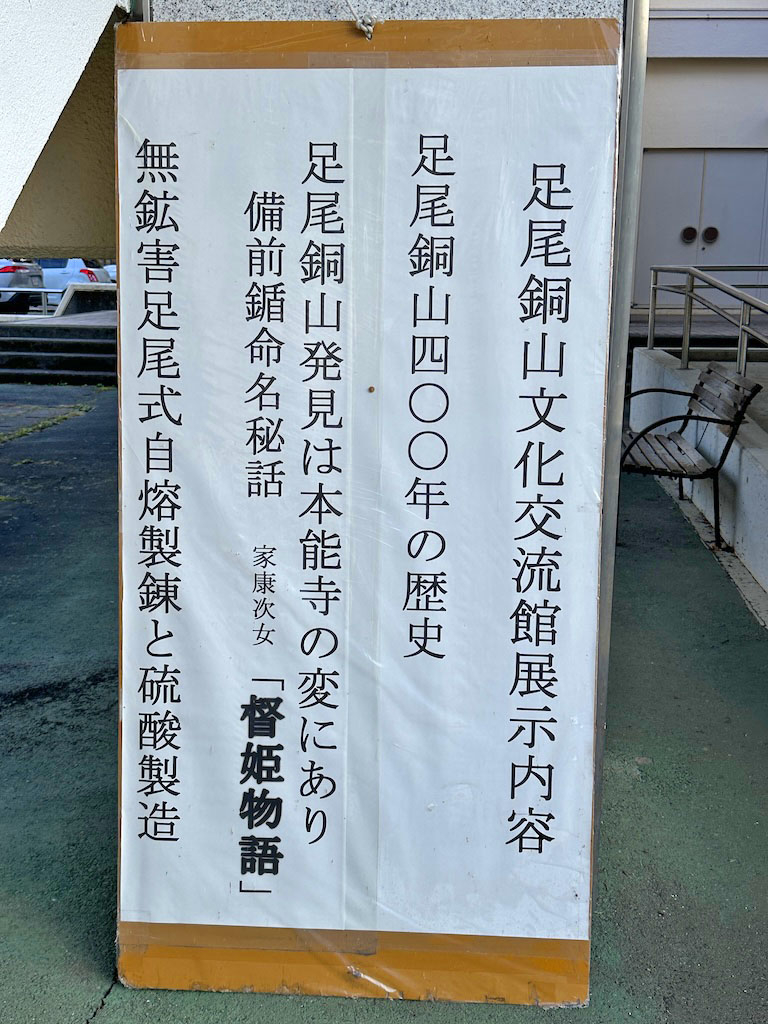 足尾銅山文化交流館展示内容
足尾銅山四〇〇年の歴史
足尾銅山発見は本能寺の変にあり
備前鍎命名秘話 家康次女「督姫物語」
無鉱害足尾式自熔製錬と硫酸製造